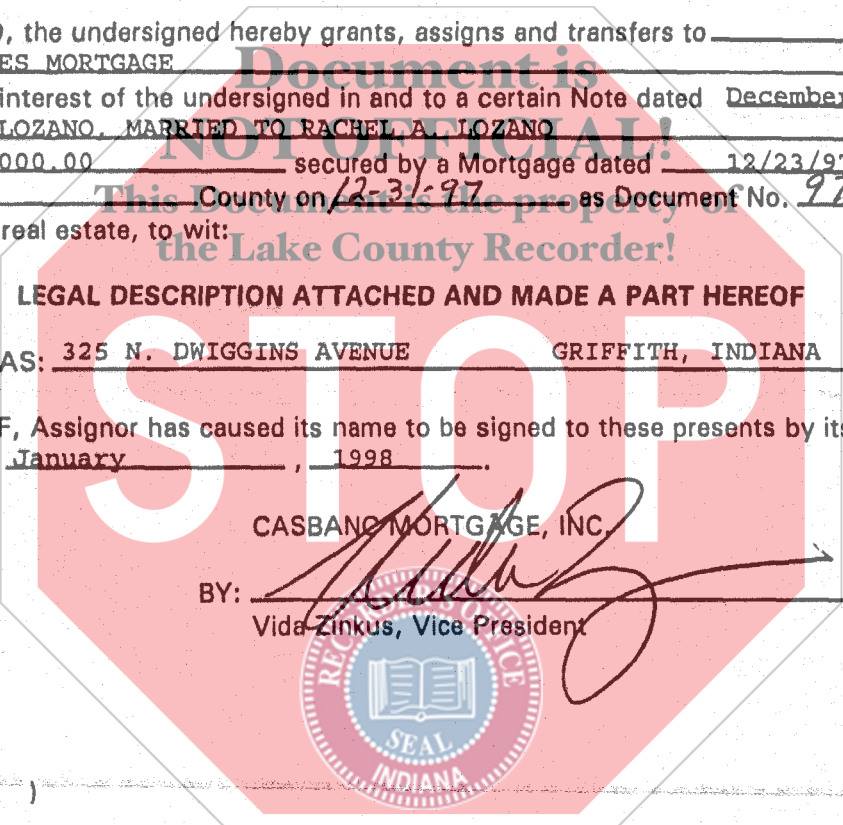 , the undersigned hereby grants, assigns and transfers to
ES MORTGAGE
Document is
interest of the undersigned in and to a certain Note dated December
LOZANO, MARRIED TO RACHEL A. LOZANO
NOT OFFICIAL!
000.00 secured by a Mortgage dated 12/23/97
This Document is the property of
County on 12-31-97 as Document No. 97
real estate, to wit:
the Lake County Recorder!
LEGAL DESCRIPTION ATTACHED AND MADE A PART HEREOF
STOP
AS: 325 N. DWIGGINS AVENUE GRIFFITH, INDIANA
F, Assignor has caused its name to be signed to these presents by its
January , 1998 .
CASBANC MORTGAGE, INC.
BY:
Vida Zinkus, Vice President
RECORDER'S OFFICE
SEAL
INDIANA
)